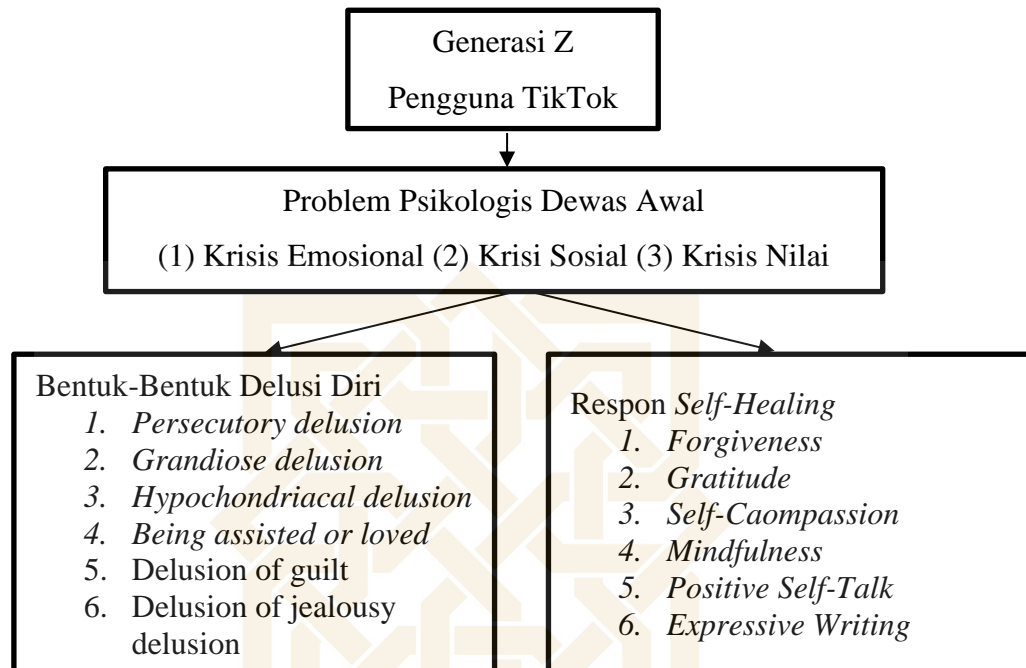 Generasi Z
Pengguna TikTok
Problem Psikologis Dewas Awal
(1) Krisis Emosional (2) Krisi Sosial (3) Krisis Nilai
Bentuk-Bentuk Delusi Diri
1. Persecutory delusion
2. Grandiose delusion
3. Hypochondriacal delusion
4. Being assisted or loved
5. Delusion of guilt
6. Delusion of jealousy
delusion
Respon Self-Healing
1. Forgiveness
2. Gratitude
3. Self-Caompassion
4. Mindfulness
5. Positive Self-Talk
6. Expressive Writing